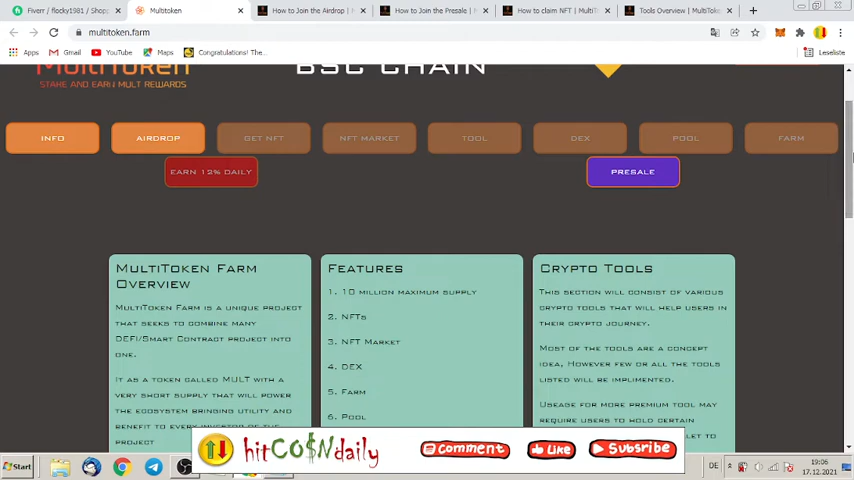 Fiverr / flocky1981 / Shopc
Multitoken
How to Join the Airdrop | M
How to Join the Presale | M
How to claim NFT | MultiT
Tools Overview | MultiToke
multitoken.farm
Apps
Gmail
YouTube
Maps
Congratulations! The...
Leseliste
MultiToken
BSC CHAIN
STAKE AND EARN MULT REWARDS
INFO
AIRDROP
GET NFT
NFT MARKET
TOOL
DEX
POOL
FARM
EARN 12% DAILY
PRESALE
MultiToken Farm
Overview
MultiToken Farm is a unique project
that seeks to combine many
DEFI/Smart Contract project into
one.
It as a token called MULT with a
very short supply that will power
the ecosystem bringing utility and
benefit to every investor of the
project
Features
1. 10 million maximum supply
2. NFTs
3. NFT Market
4. DEX
5. Farm
6. Pool
Crypto Tools
This section will consist of various
crypto tools that will help users in
their crypto journey.
Most of the tools are a concept
idea, However few or all the tools
listed will be implimented.
Useage for more premium tool may
require users to hold certain
hitCO$Ndaily
Comment
Like
Subsribe
Start
DE
19:06
17.12.2021